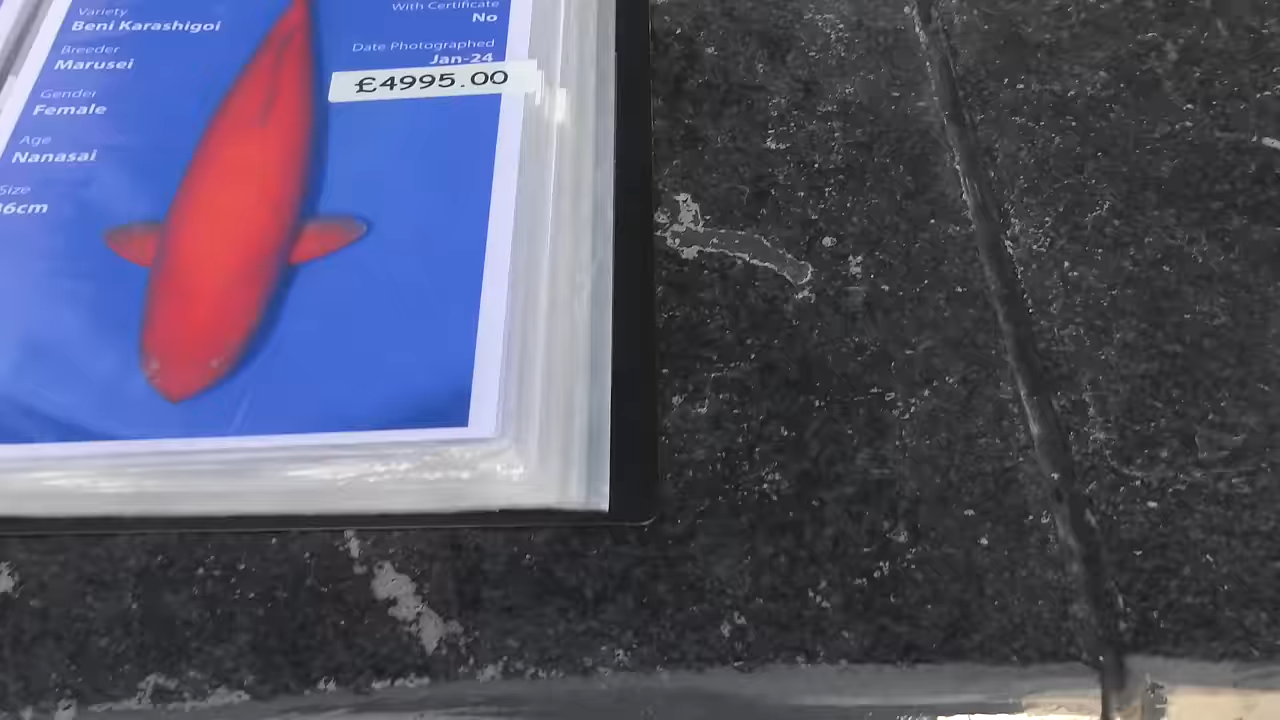 Variety
Beni Karashigoi
Breeder
Marusei
Gender
Female
Age
Nanasai
Size
With Certificate
No
Date Photographed
Jan-24
£4995.00